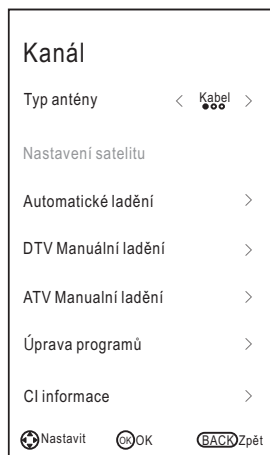 Kanál
Typ antény < Kabel >
Nastavení satelitu
Automatické ladění >
DTV Manuální ladění >
ATV Manualní ladění >
Úprava programů >
CI informace >
Nastavit OK OK BACK Zpět